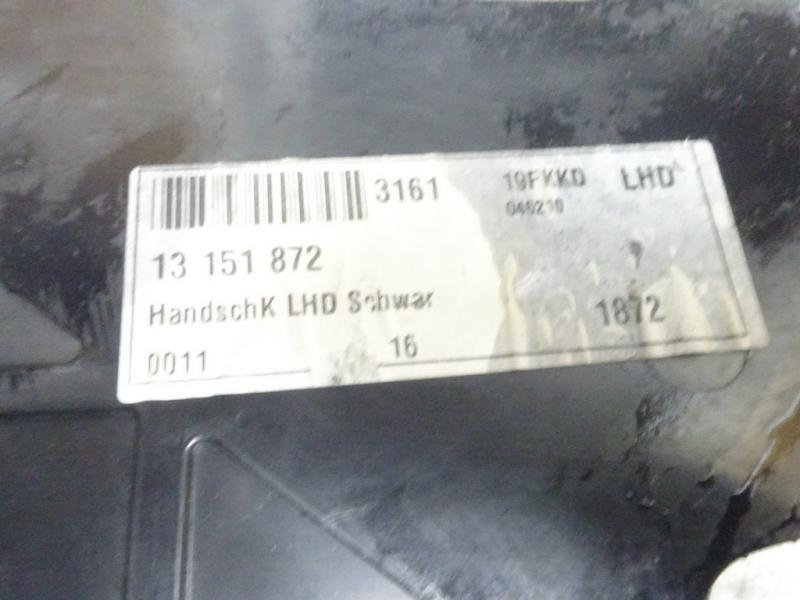 3161 19FKKD LHD
046210
13 151 872
HandschK LHD Schwar
1872
0011 16